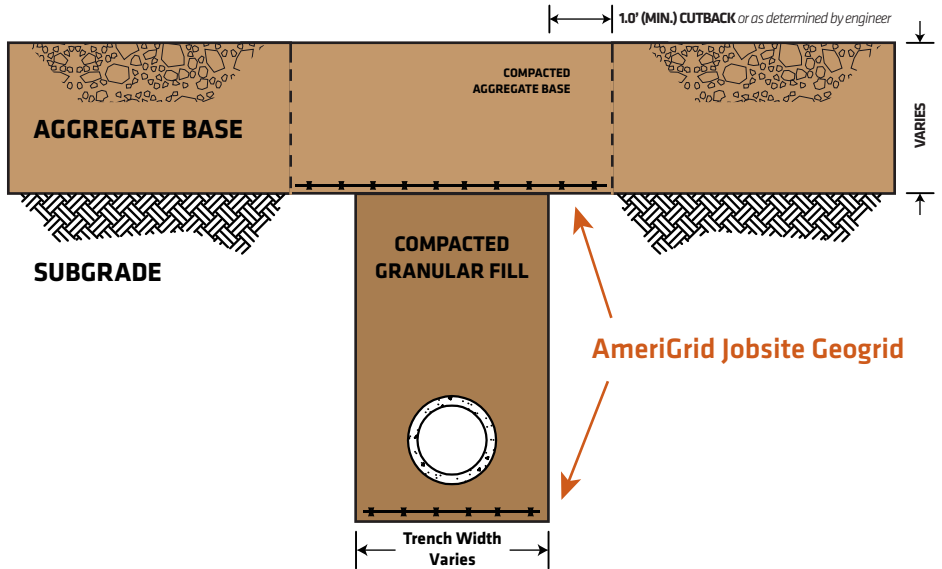 1.0' (MIN.) CUTBACK or as determined by engineer
COMPACTED
AGGREGATE BASE
AGGREGATE BASE
VARIES
SUBGRADE
COMPACTED
GRANULAR FILL
AmeriGrid Jobsite Geogrid
Trench Width
Varies